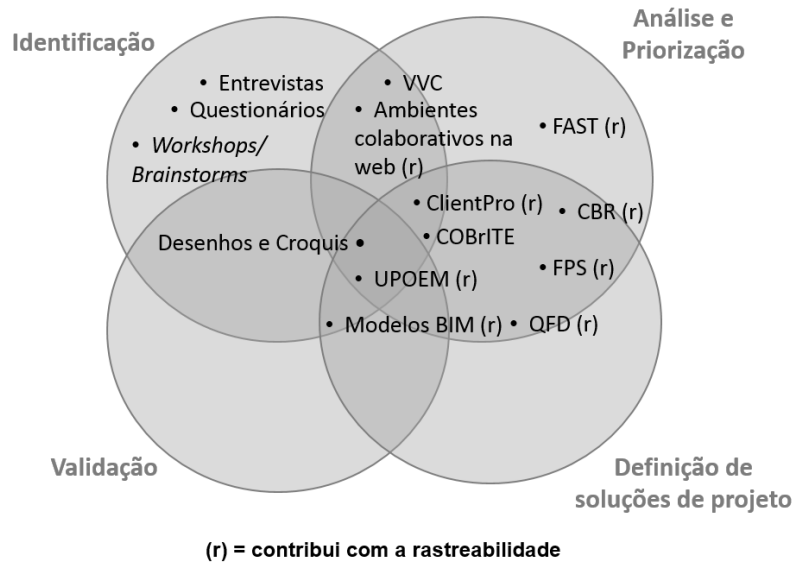 Identificação
Análise e
Priorização
• Entrevistas
• Questionários
• Workshops/
Brainstorms
• VVC
• Ambientes
colaborativos na
web (r)
• FAST (r)
• ClientPro (r)
• CBR (r)
• COBrITE
Desenhos e Croquis •
• UPOEM (r)
• FPS (r)
• Modelos BIM (r)
• QFD (r)
Validação
Definição de
soluções de projeto
(r) = contribui com a rastreabilidade